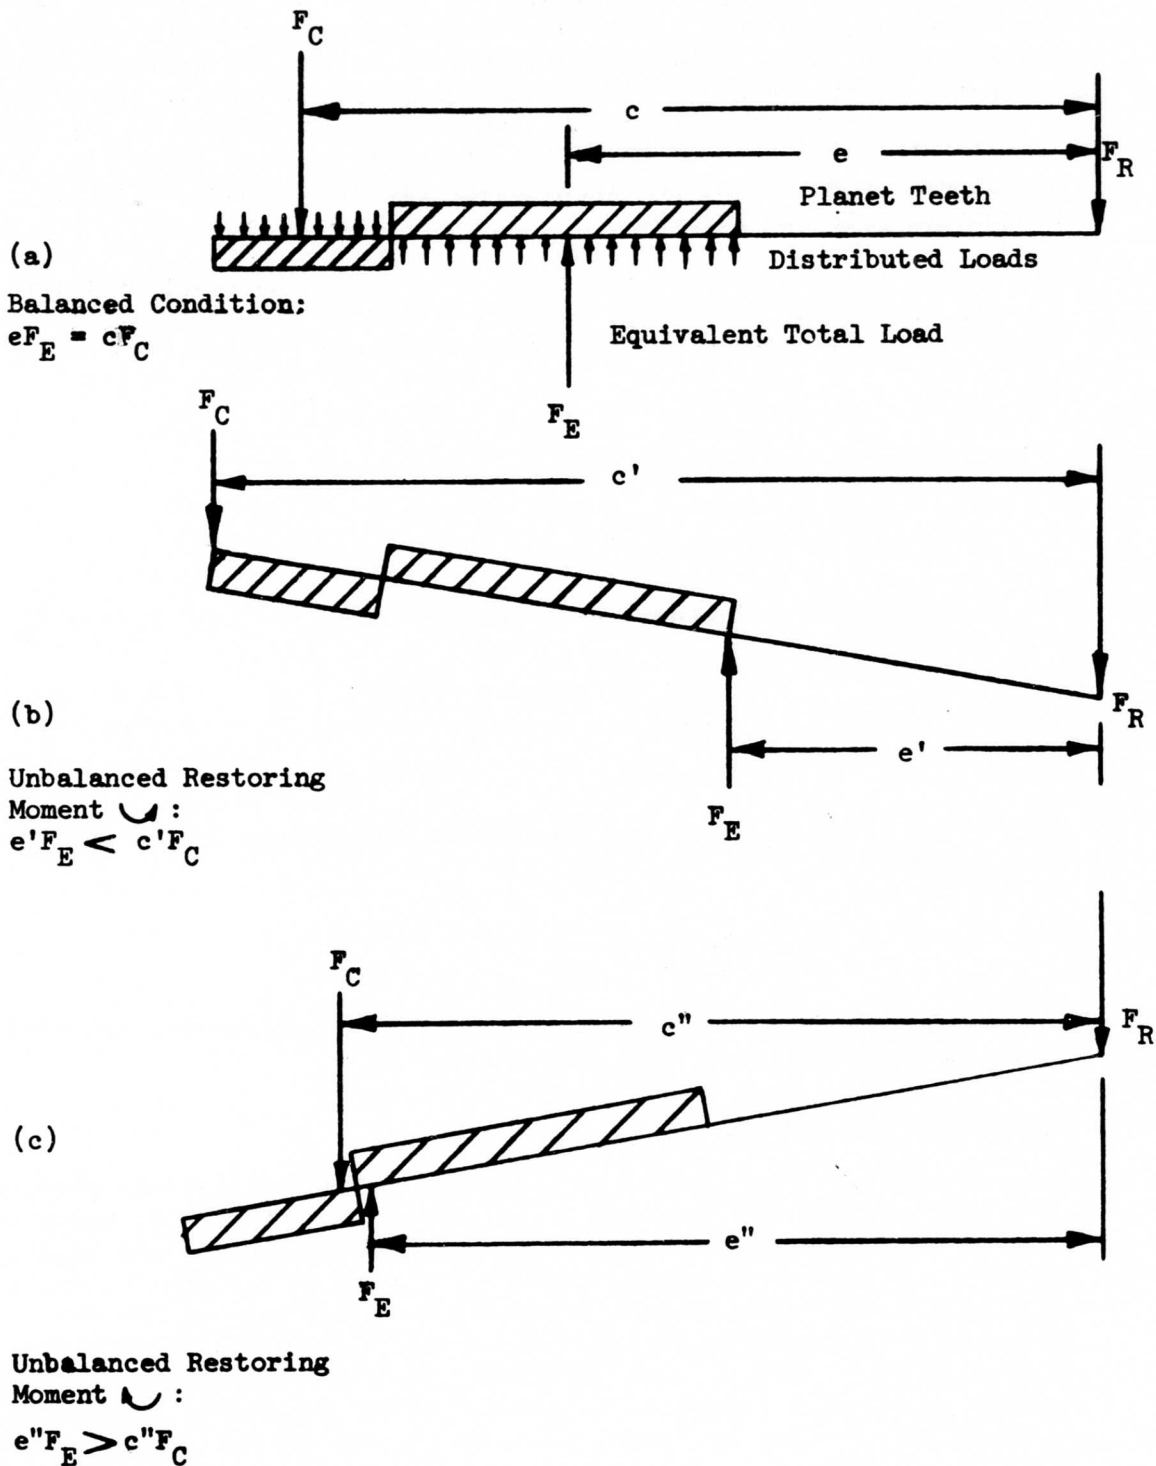 F_C
c
e
F_R
Planet Teeth
(a)
Distributed Loads
Balanced Condition:
eF_E = cF_C
Equivalent Total Load
F_E
F_C
c'
(b)
F_R
e'
Unbalanced Restoring
Moment :
e'F_E < c'F_C
F_E
F_C
c"
F_R
(c)
e"
F_E
Unbalanced Restoring
Moment :
e"F_E > c"F_C